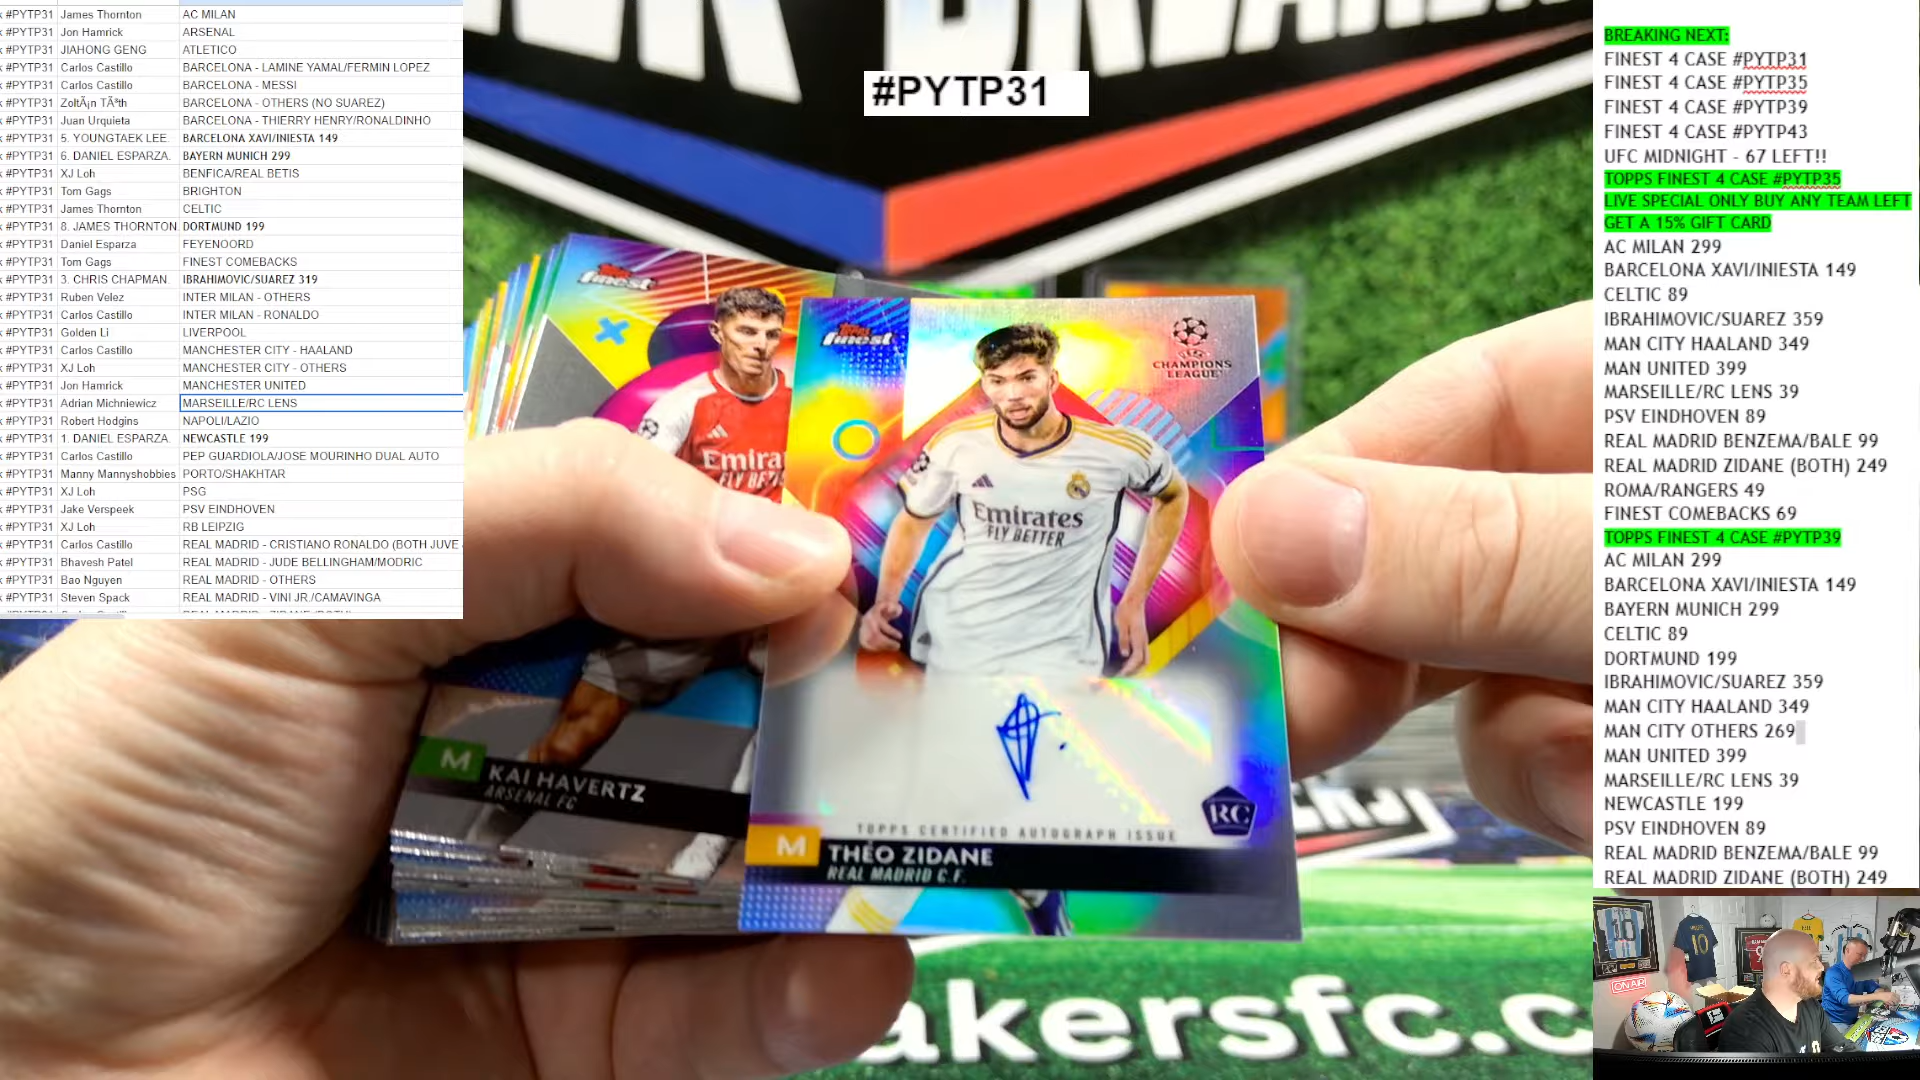 #PYTP31 James Thornton AC MILAN
#PYTP31 Jon Hamrick ARSENAL
#PYTP31 JIAHONG GENG ATLETICO
#PYTP31 Carlos Castillo BARCELONA - LAMINE YAMAL/FERMIN LOPEZ
#PYTP31 Carlos Castillo BARCELONA - MESSI
#PYTP31 ZoltÃ¡n TÃ³th BARCELONA - OTHERS (NO SUAREZ)
#PYTP31 Juan Urquieta BARCELONA - THIERRY HENRY/RONALDINHO
#PYTP31 5. YOUNGTAEK LEE. BARCELONA XAVI/INIESTA 149
#PYTP31 6. DANIEL ESPARZA. BAYERN MUNICH 299
#PYTP31 XJ Loh BENFICA/REAL BETIS
#PYTP31 Tom Gags BRIGHTON
#PYTP31 James Thornton CELTIC
#PYTP31 8. JAMES THORNTON. DORTMUND 199
#PYTP31 Daniel Esparza FEYENOORD
#PYTP31 Tom Gags FINEST COMEBACKS
#PYTP31 3. CHRIS CHAPMAN. IBRAHIMOVIC/SUAREZ 319
#PYTP31 Ruben Velez INTER MILAN - OTHERS
#PYTP31 Carlos Castillo INTER MILAN - RONALDO
#PYTP31 Golden Li LIVERPOOL
#PYTP31 Carlos Castillo MANCHESTER CITY - HAALAND
#PYTP31 XJ Loh MANCHESTER CITY - OTHERS
#PYTP31 Jon Hamrick MANCHESTER UNITED
#PYTP31 Adrian Michniewicz MARSEILLE/RC LENS
#PYTP31 Robert Hodgins NAPOLI/LAZIO
#PYTP31 1. DANIEL ESPARZA. NEWCASTLE 199
#PYTP31 Carlos Castillo PEP GUARDIOLA/JOSE MOURINHO DUAL AUTO
#PYTP31 Manny Mannyshobbies PORTO/SHAKHTAR
#PYTP31 XJ Loh PSG
#PYTP31 Jake Verspeek PSV EINDHOVEN
#PYTP31 XJ Loh RB LEIPZIG
#PYTP31 Carlos Castillo REAL MADRID - CRISTIANO RONALDO (BOTH JUVE
#PYTP31 Bhavesh Patel REAL MADRID - JUDE BELLINGHAM/MODRIC
#PYTP31 Bao Nguyen REAL MADRID - OTHERS
#PYTP31 Steven Spack REAL MADRID - VINI JR./CAMAVINGA
#PYTP31
Topps
finest
Topps
finest
UEFA
CHAMPIONS
LEAGUE
Emirates
FLY BETTER
TOPPS CERTIFIED AUTOGRAPH ISSUE
RC
M THÉO ZIDANE
REAL MADRID C.F.
M KAI HAVERTZ
ARSENAL FC
akersfc.c
BREAKING NEXT:
FINEST 4 CASE #PYTP31
FINEST 4 CASE #PYTP35
FINEST 4 CASE #PYTP39
FINEST 4 CASE #PYTP43
UFC MIDNIGHT - 67 LEFT!!
TOPPS FINEST 4 CASE #PYTP35
LIVE SPECIAL ONLY BUY ANY TEAM LEFT
GET A 15% GIFT CARD
AC MILAN 299
BARCELONA XAVI/INIESTA 149
CELTIC 89
IBRAHIMOVIC/SUAREZ 359
MAN CITY HAALAND 349
MAN UNITED 399
MARSEILLE/RC LENS 39
PSV EINDHOVEN 89
REAL MADRID BENZEMA/BALE 99
REAL MADRID ZIDANE (BOTH) 249
ROMA/RANGERS 49
FINEST COMEBACKS 69
TOPPS FINEST 4 CASE #PYTP39
AC MILAN 299
BARCELONA XAVI/INIESTA 149
BAYERN MUNICH 299
CELTIC 89
DORTMUND 199
IBRAHIMOVIC/SUAREZ 359
MAN CITY HAALAND 349
MAN CITY OTHERS 269
MAN UNITED 399
MARSEILLE/RC LENS 39
NEWCASTLE 199
PSV EINDHOVEN 89
REAL MADRID BENZEMA/BALE 99
REAL MADRID ZIDANE (BOTH) 249
ON AIR